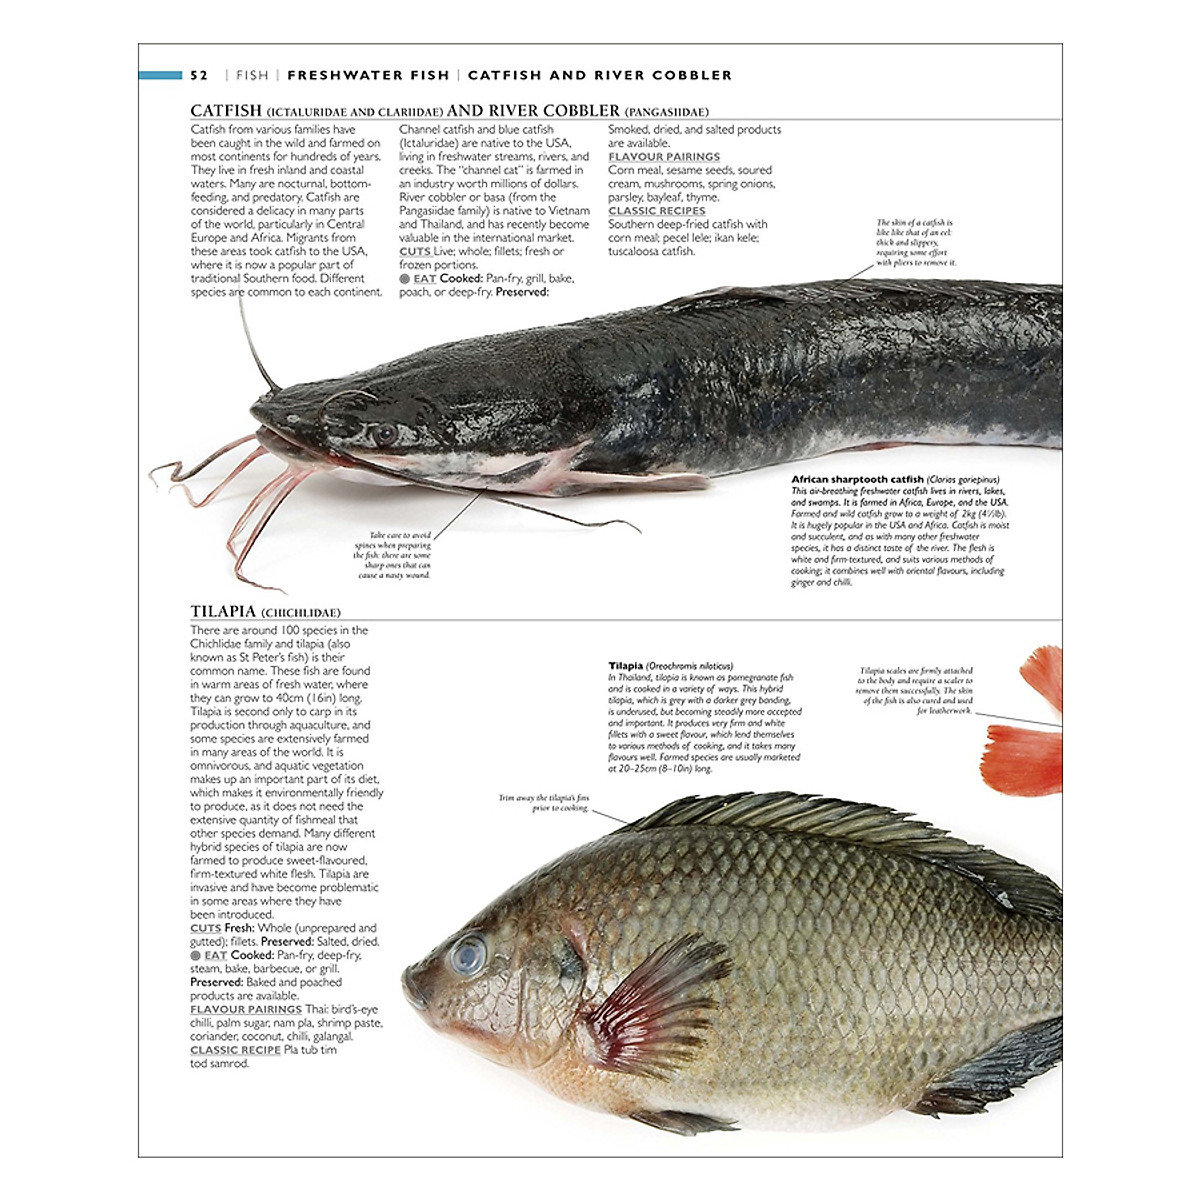 52 | FISH | FRESHWATER FISH | CATFISH AND RIVER COBBLER
CATFISH (ICTALURIDAE AND CLARIIDAE) AND RIVER COBBLER (PANGASIIDAE)
Catfish from various families have
been caught in the wild and farmed on
most continents for hundreds of years.
They live in fresh inland and coastal
waters. Many are nocturnal, bottom-
feeding, and predatory. Catfish are
considered a delicacy in many parts
of the world, particularly in Central
Europe and Africa. Migrants from
these areas took catfish to the USA,
where it is now a popular part of
traditional Southern food. Different
species are common to each continent.
Channel catfish and blue catfish
(Ictaluridae) are native to the USA,
living in freshwater streams, rivers, and
creeks. The "channel cat" is farmed in
an industry worth millions of dollars.
River cobbler or basa (from the
Pangasiidae family) is native to Vietnam
and Thailand, and has recently become
valuable in the international market.
CUTS Live; whole; fillets; fresh or
frozen portions.
EAT Cooked: Pan-fry, grill, bake,
poach, or deep-fry. Preserved:
Smoked, dried, and salted products
are available.
FLAVOUR PAIRINGS
Corn meal, sesame seeds, soured
cream, mushrooms, spring onions,
parsley, bayleaf, thyme.
CLASSIC RECIPES
Southern deep-fried catfish with
corn meal; pecel lele; ikan kele;
tuscaloosa catfish.
The skin of a catfish is
like like that of an eel:
thick and slippery,
requiring some effort
with pliers to remove it.
Take care to avoid
spines when preparing
the fish: there are some
sharp ones that can
cause a nasty wound.
African sharptooth catfish (Clarias gariepinus)
This air-breathing freshwater catfish lives in rivers, lakes,
and swamps. It is farmed in Africa, Europe, and the USA.
Farmed and wild catfish grow to a weight of 2kg (4½lb).
It is hugely popular in the USA and Africa. Catfish is moist
and succulent, and as with many other freshwater
species, it has a distinct taste of the river. The flesh is
white and firm-textured, and suits various methods of
cooking; it combines well with oriental flavours, including
ginger and chilli.
TILAPIA (CHICHLIDAE)
There are around 100 species in the
Chichlidae family and tilapia (also
known as St Peter's fish) is their
common name. These fish are found
in warm areas of fresh water, where
they can grow to 40cm (16in) long.
Tilapia is second only to carp in its
production through aquaculture, and
some species are extensively farmed
in many areas of the world. It is
omnivorous, and aquatic vegetation
makes up an important part of its diet,
which makes it environmentally friendly
to produce, as it does not need the
extensive quantity of fishmeal that
other species demand. Many different
hybrid species of tilapia are now
farmed to produce sweet-flavoured,
firm-textured white flesh. Tilapia are
invasive and have become problematic
in some areas where they have
been introduced.
CUTS Fresh: Whole (unprepared and
gutted); fillets. Preserved: Salted, dried.
EAT Cooked: Pan-fry, deep-fry,
steam, bake, barbecue, or grill.
Preserved: Baked and poached
products are available.
FLAVOUR PAIRINGS Thai: bird's-eye
chilli, palm sugar, nam pla, shrimp paste,
coriander, coconut, chilli, galangal.
CLASSIC RECIPE Pla tub tim
tod samrod.
Tilapia (Oreochromis niloticus)
In Thailand, tilapia is known as pomegranate fish
and is cooked in a variety of ways. This hybrid
tilapia, which is grey with a darker grey banding,
is underused, but becoming steadily more accepted
and important. It produces very firm and white
fillets with a sweet flavour, which lend themselves
to various methods of cooking, and it takes many
flavours well. Farmed species are usually marketed
at 20–25cm (8–10in) long.
Tilapia scales are firmly attached
to the body and require a scaler to
remove them successfully. The skin
of the fish is also cured and used
for leatherwork.
Trim away the tilapia's fins
prior to cooking.